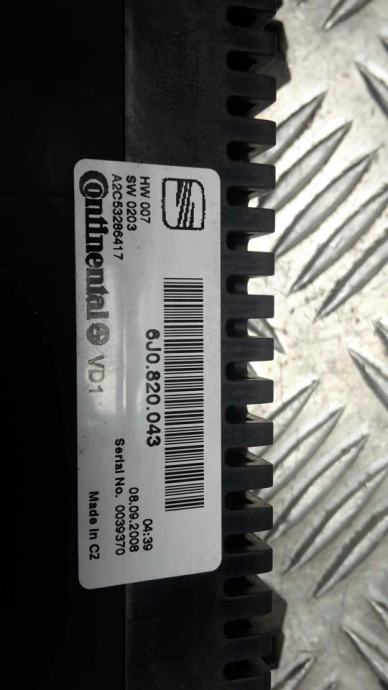 HW 007
SW 0203
A2C53286417
Continental VD1
6J0.820.043
04:39
08.09.2008
Serial No. 0039370
Made in CZ